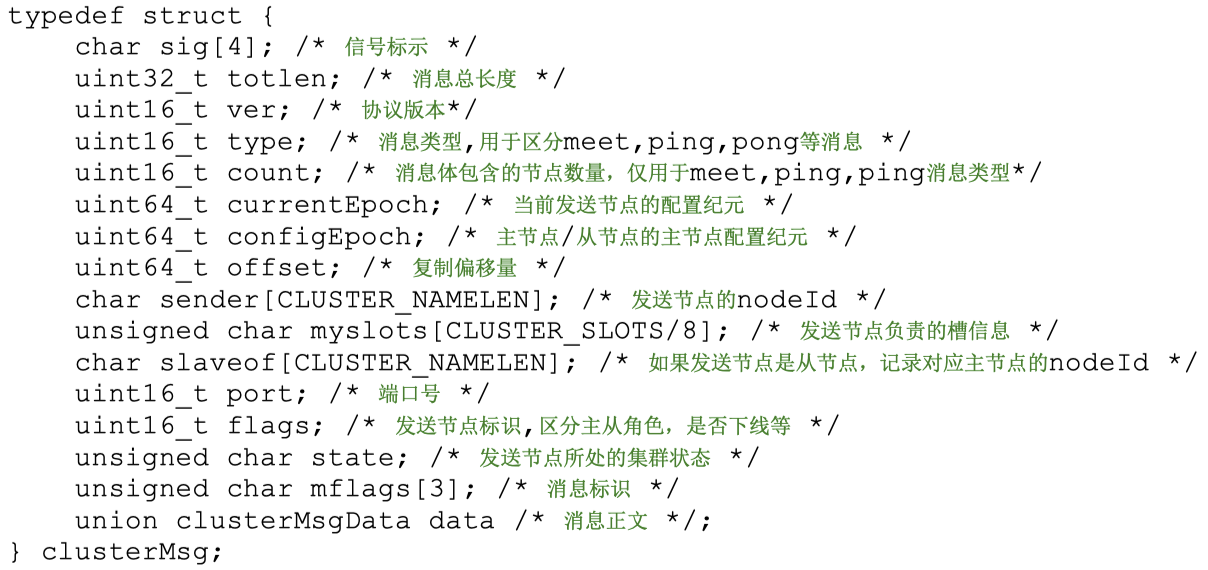 typedef struct {
    char sig[4]; /* 信号标示 */
    uint32_t totlen; /* 消息总长度 */
    uint16_t ver; /* 协议版本*/
    uint16_t type; /* 消息类型,用于区分meet,ping,pong等消息 */
    uint16_t count; /* 消息体包含的节点数量，仅用于meet,ping,ping消息类型*/
    uint64_t currentEpoch; /* 当前发送节点的配置纪元 */
    uint64_t configEpoch; /* 主节点/从节点的主节点配置纪元 */
    uint64_t offset; /* 复制偏移量 */
    char sender[CLUSTER_NAMELEN]; /* 发送节点的nodeId */
    unsigned char myslots[CLUSTER_SLOTS/8]; /* 发送节点负责的槽信息 */
    char slaveof[CLUSTER_NAMELEN]; /* 如果发送节点是从节点，记录对应主节点的nodeId */
    uint16_t port; /* 端口号 */
    uint16_t flags; /* 发送节点标识,区分主从角色，是否下线等 */
    unsigned char state; /* 发送节点所处的集群状态 */
    unsigned char mflags[3]; /* 消息标识 */
    union clusterMsgData data /* 消息正文 */;
} clusterMsg;